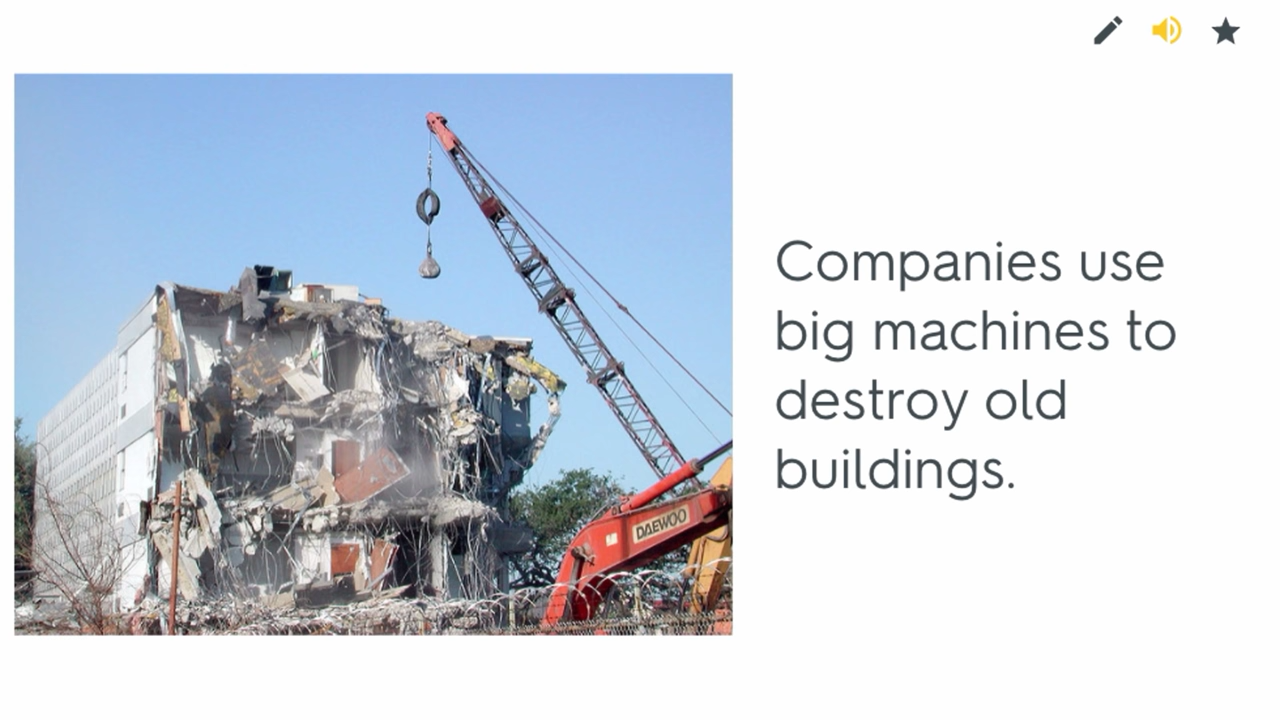 Companies use
big machines to
destroy old
buildings.
DAEWOO